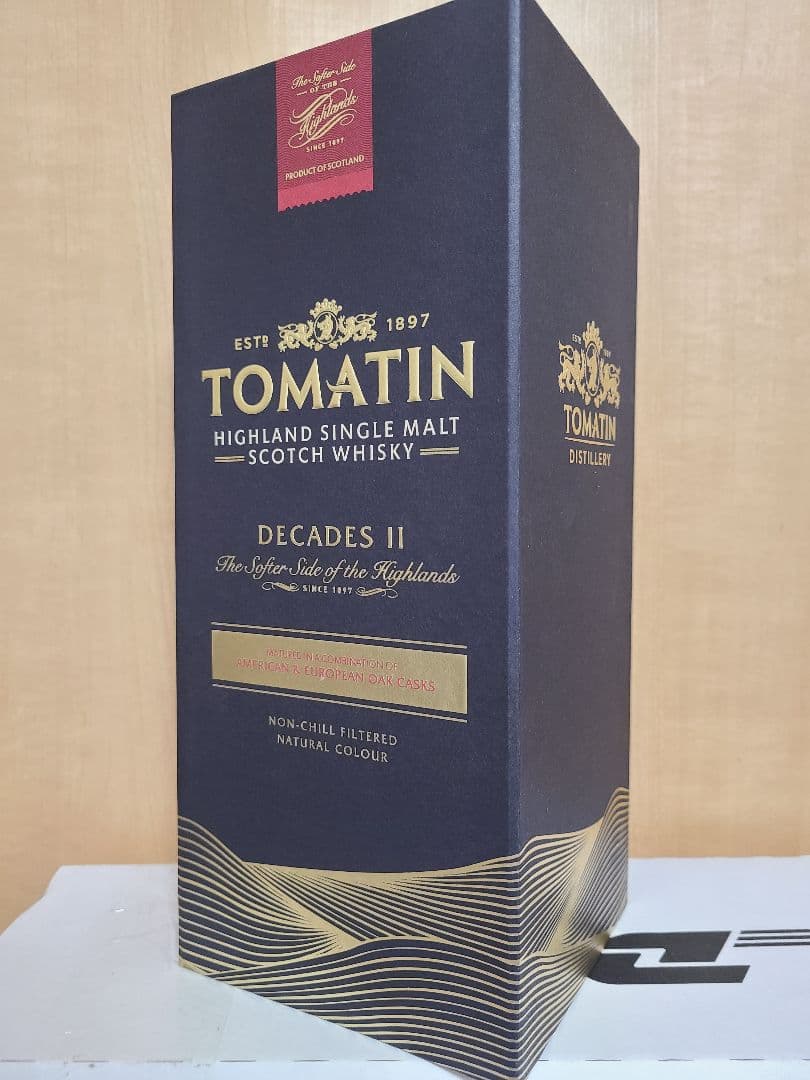 The Softer Side
OF THE
Highlands
SINCE 1897
PRODUCT OF SCOTLAND
ESTD 1897
TOMATIN
HIGHLAND SINGLE MALT
SCOTCH WHISKY
DECADES II
The Softer Side of the Highlands
SINCE 1897
MATURED IN A COMBINATION OF
AMERICAN & EUROPEAN OAK CASKS
NON-CHILL FILTERED
NATURAL COLOUR
ESTD 1897
TOMATIN
DISTILLERY